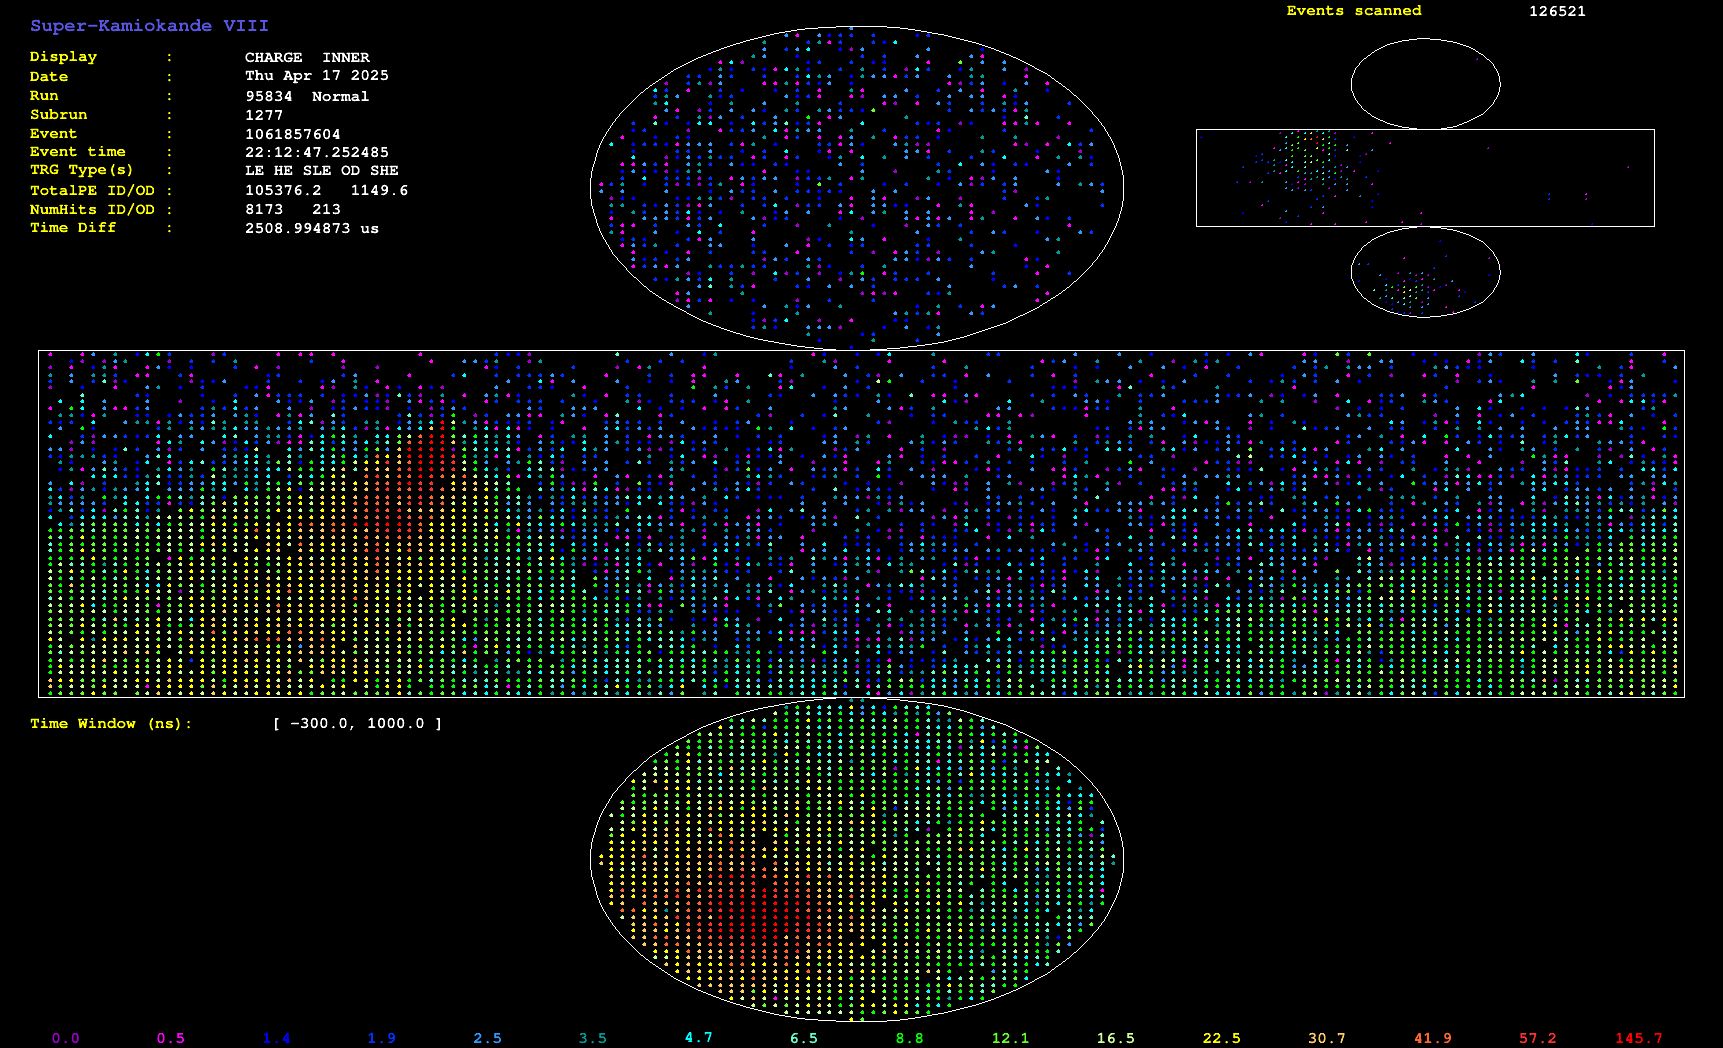 Super-Kamiokande VIII
Display : CHARGE INNER
Date : Thu Apr 17 2025
Run : 95834 Normal
Subrun : 1277
Event : 1061857604
Event time : 22:12:47.252485
TRG Type(s) : LE HE SLE OD SHE
TotalPE ID/OD : 105376.2 1149.6
NumHits ID/OD : 8173 213
Time Diff : 2508.994873 us
Events scanned 126521
Time Window (ns): [ -300.0, 1000.0 ]
0.0 0.5 1.4 1.9 2.5 3.5 4.7 6.5 8.8 12.1 16.5 22.5 30.7 41.9 57.2 145.7